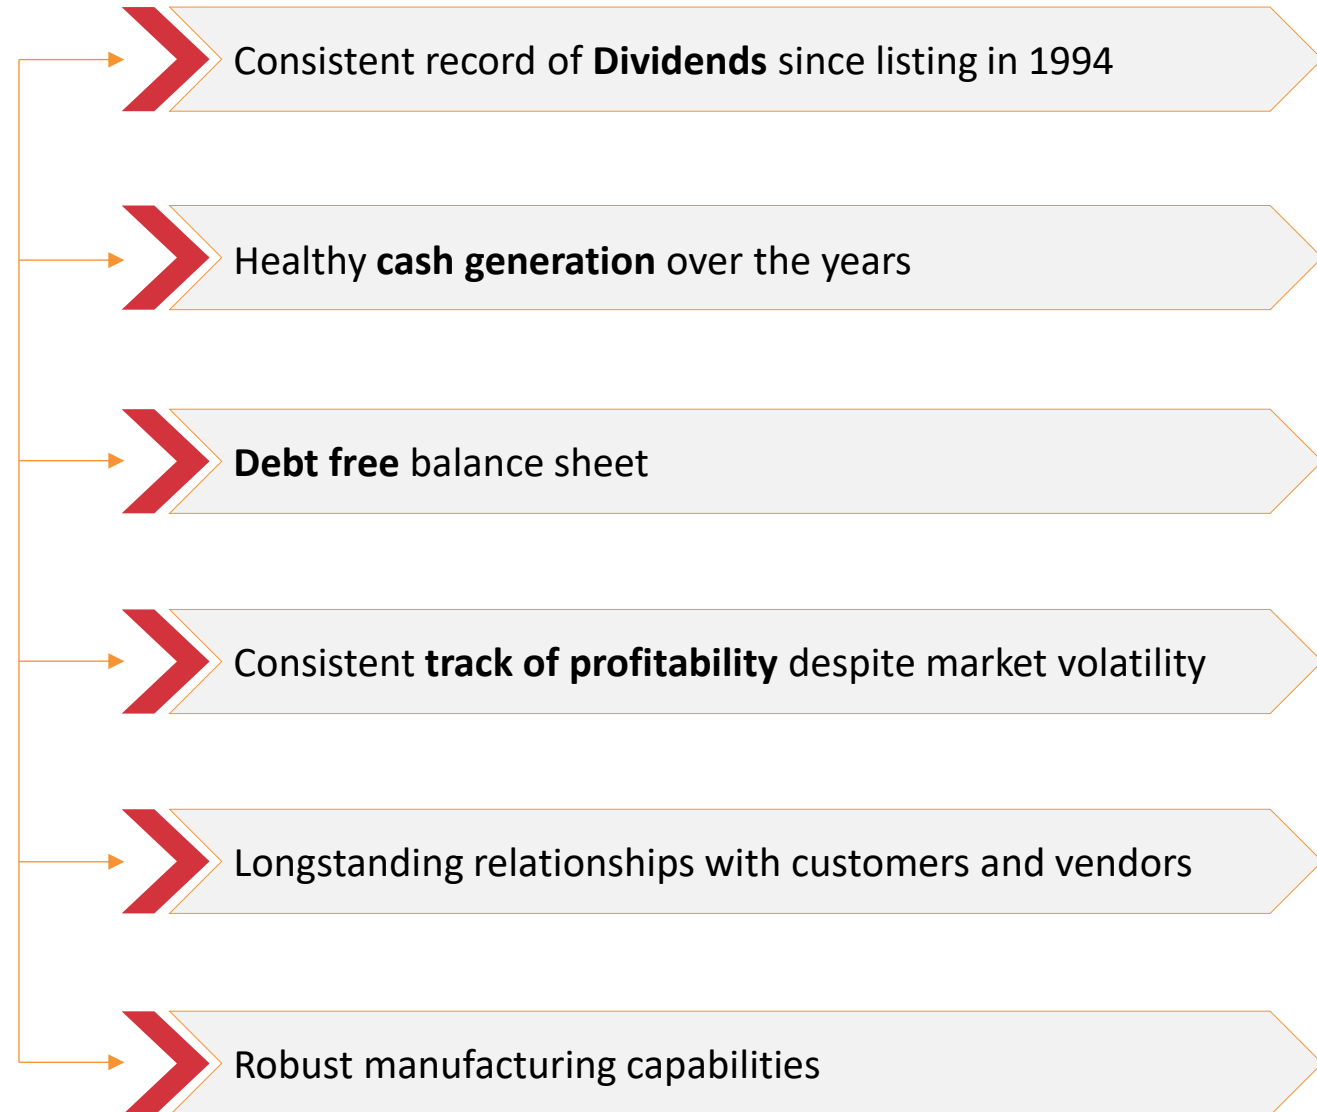 Consistent record of Dividends since listing in 1994
Healthy cash generation over the years
Debt free balance sheet
Consistent track of profitability despite market volatility
Longstanding relationships with customers and vendors
Robust manufacturing capabilities